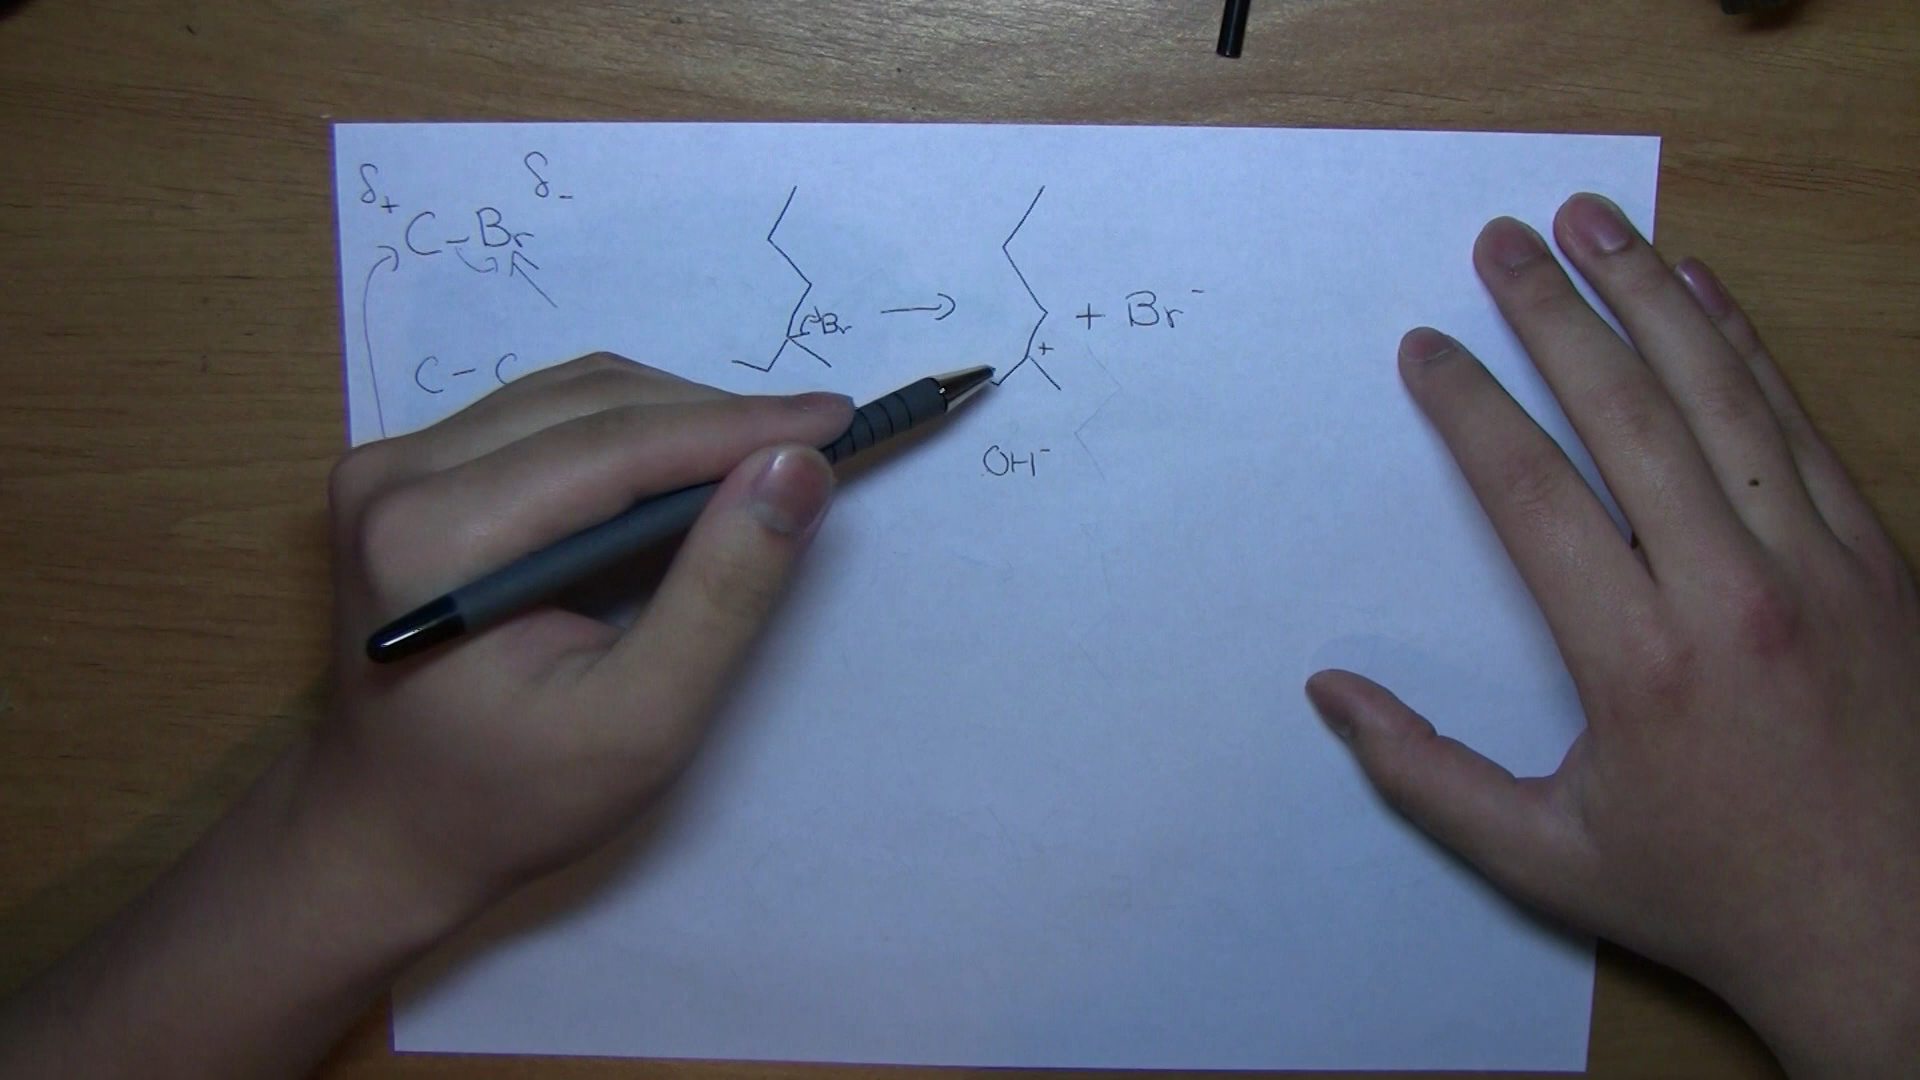 δ+ δ-
C-Br
C-C
Br → + + Br⁻
OH⁻